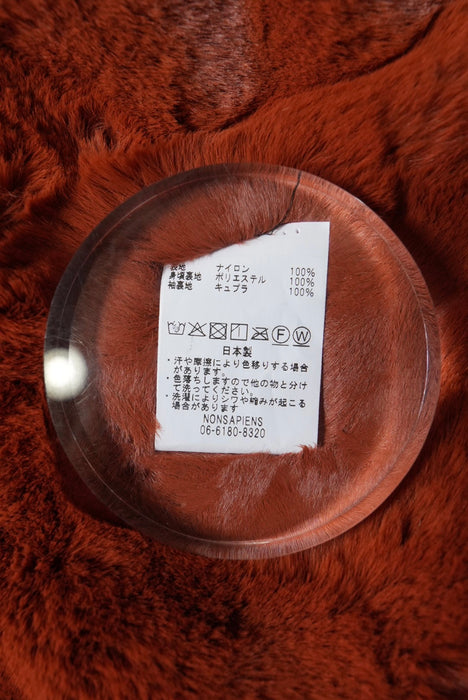 表地 ナイロン 100%
身頃裏地 ポリエステル 100%
袖裏地 キュプラ 100%
日本製
・汗や摩擦により色移りする場合
があります。
・色落ちしますので他の物と分け
て洗ってください。
・洗濯によりシワや縮みが起こる
場合があります
NONSAPIENS
06-6180-8320